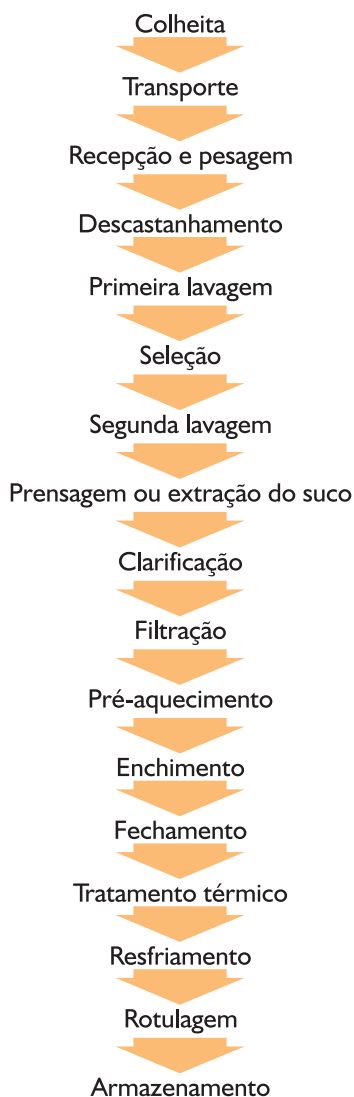 Colheita
Transporte
Recepção e pesagem
Descastanhamento
Primeira lavagem
Seleção
Segunda lavagem
Prensagem ou extração do suco
Clarificação
Filtração
Pré-aquecimento
Enchimento
Fechamento
Tratamento térmico
Resfriamento
Rotulagem
Armazenamento